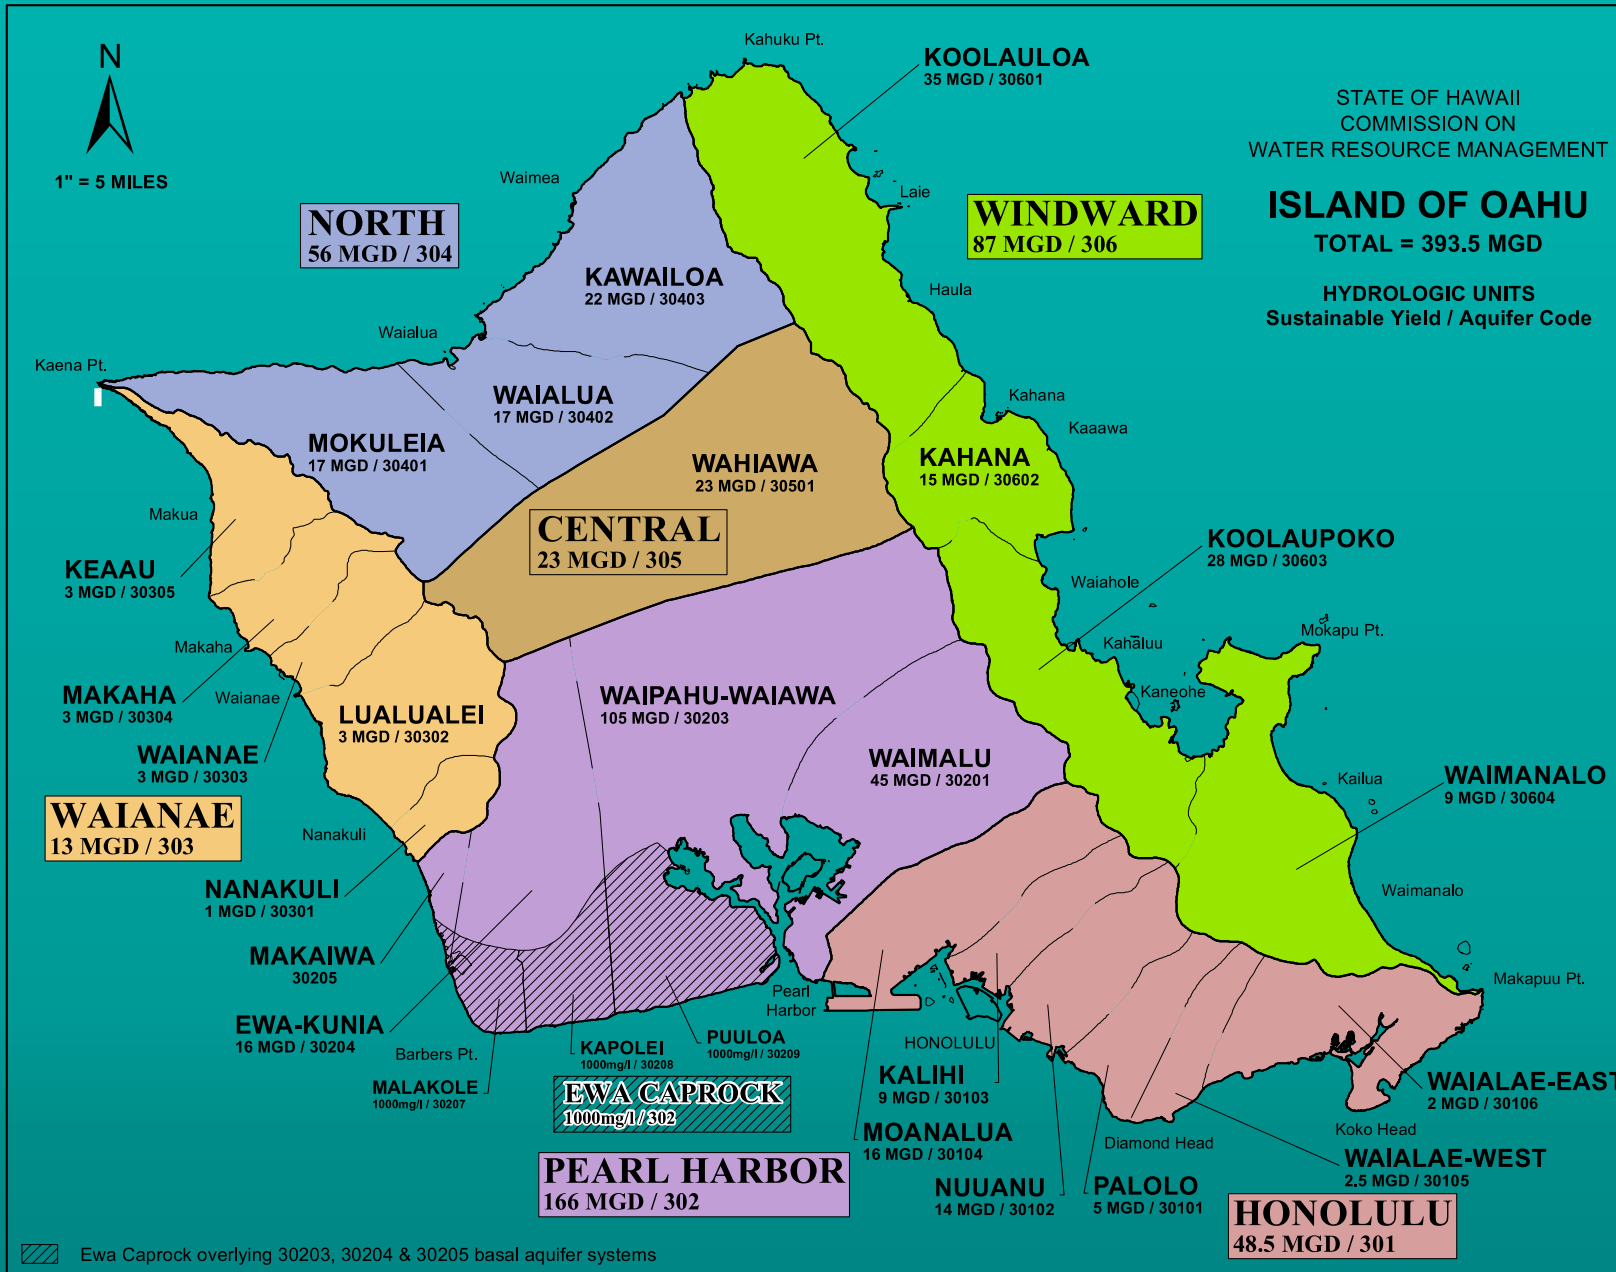 N
1" = 5 MILES
Kahuku Pt.
KOOLAULOA
35 MGD / 30601
STATE OF HAWAII
COMMISSION ON
WATER RESOURCE MANAGEMENT
ISLAND OF OAHU
TOTAL = 393.5 MGD
HYDROLOGIC UNITS
Sustainable Yield / Aquifer Code
Waimea
Laie
NORTH
56 MGD / 304
WINDWARD
87 MGD / 306
KAWAILOA
22 MGD / 30403
Haula
Waialua
Kaena Pt.
WAIALUA
17 MGD / 30402
Kahana
Kaaawa
MOKULEIA
17 MGD / 30401
WAHIAWA
23 MGD / 30501
KAHANA
15 MGD / 30602
Makua
CENTRAL
23 MGD / 305
KOOLAUPOKO
28 MGD / 30603
KEAAU
3 MGD / 30305
Waiahole
Makaha
Kahaluu
Mokapu Pt.
MAKAHA
3 MGD / 30304
Waianae
Kaneohe
WAIPAHU-WAIAWA
105 MGD / 30203
LUALUALEI
3 MGD / 30302
WAIANAE
3 MGD / 30303
WAIMALU
45 MGD / 30201
Kailua
WAIMANALO
9 MGD / 30604
WAIANAE
13 MGD / 303
Nanakuli
NANAKULI
1 MGD / 30301
Waimanalo
MAKAIWA
30205
Makapuu Pt.
Pearl
Harbor
EWA-KUNIA
16 MGD / 30204
Barbers Pt.
KAPOLEI
1000mg/l / 30208
PUULOA
1000mg/l / 30209
HONOLULU
MALAKOLE
1000mg/l / 30207
EWA CAPROCK
1000mg/l / 302
KALIHI
9 MGD / 30103
WAIALAE-EAST
2 MGD / 30106
MOANALUA
16 MGD / 30104
Diamond Head
Koko Head
WAIALAE-WEST
2.5 MGD / 30105
PEARL HARBOR
166 MGD / 302
NUUANU
14 MGD / 30102
PALOLO
5 MGD / 30101
HONOLULU
48.5 MGD / 301
Ewa Caprock overlying 30203, 30204 & 30205 basal aquifer systems